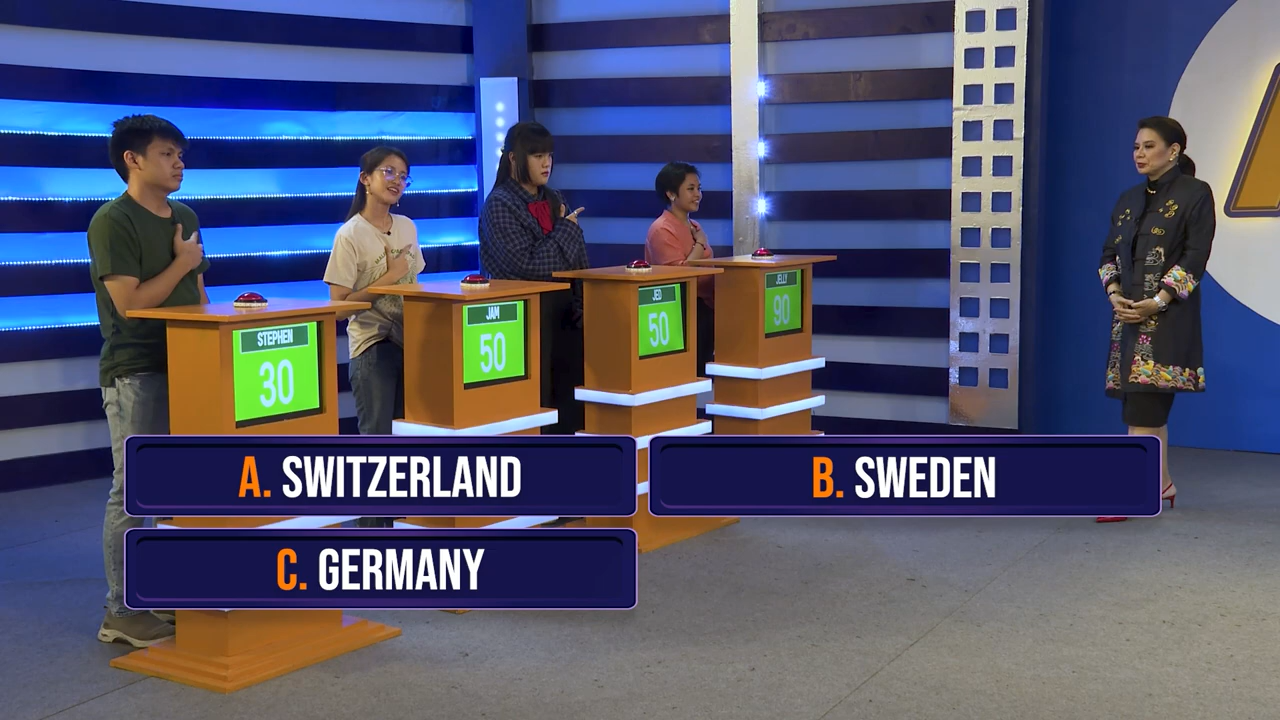 STEPHEN
30
JAM
50
JED
50
JELLY
90
A. SWITZERLAND
B. SWEDEN
C. GERMANY